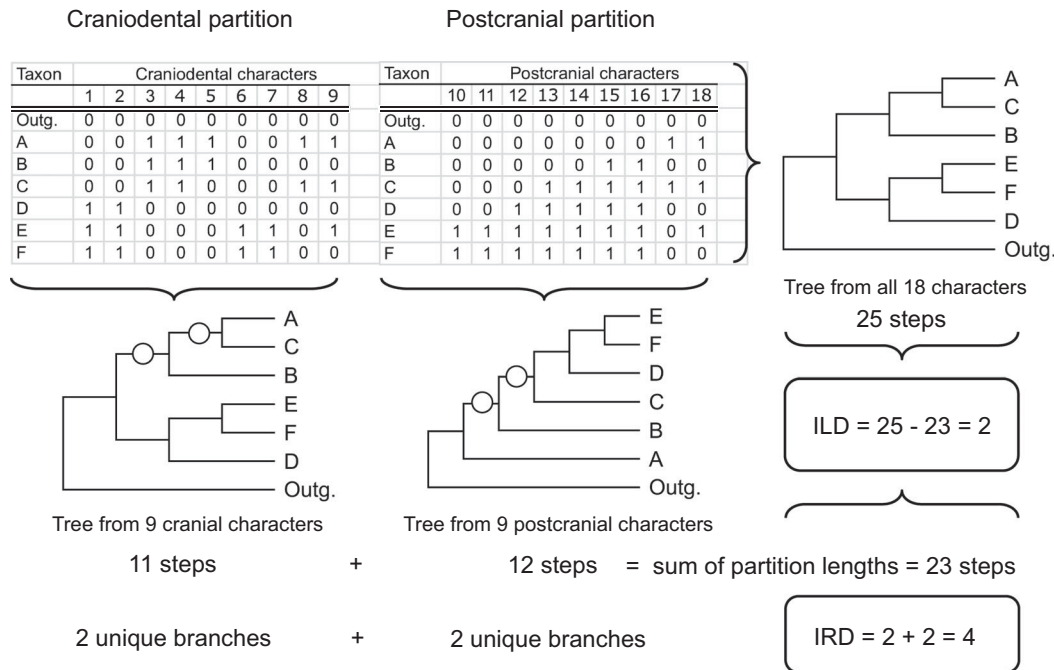 Craniodental partition
Postcranial partition
Taxon Craniodental characters
1 2 3 4 5 6 7 8 9
Outg. 0 0 0 0 0 0 0 0 0
A 0 0 1 1 1 0 0 1 1
B 0 0 1 1 1 0 0 0 0
C 0 0 1 1 0 0 0 1 1
D 1 1 0 0 0 0 0 0 0
E 1 1 0 0 0 1 1 0 1
F 1 1 0 0 0 1 1 0 0
Taxon Postcranial characters
10 11 12 13 14 15 16 17 18
Outg. 0 0 0 0 0 0 0 0 0
A 0 0 0 0 0 0 0 1 1
B 0 0 0 0 0 1 1 0 0
C 0 0 0 1 1 1 1 1 1
D 0 0 1 1 1 1 1 0 0
E 1 1 1 1 1 1 1 0 1
F 1 1 1 1 1 1 1 0 0
A
C
B
E
F
D
Outg.
Tree from all 18 characters
25 steps
A
C
B
E
F
D
Outg.
Tree from 9 cranial characters
E
F
D
C
B
A
Outg.
Tree from 9 postcranial characters
ILD = 25 - 23 = 2
11 steps + 12 steps = sum of partition lengths = 23 steps
2 unique branches + 2 unique branches
IRD = 2 + 2 = 4